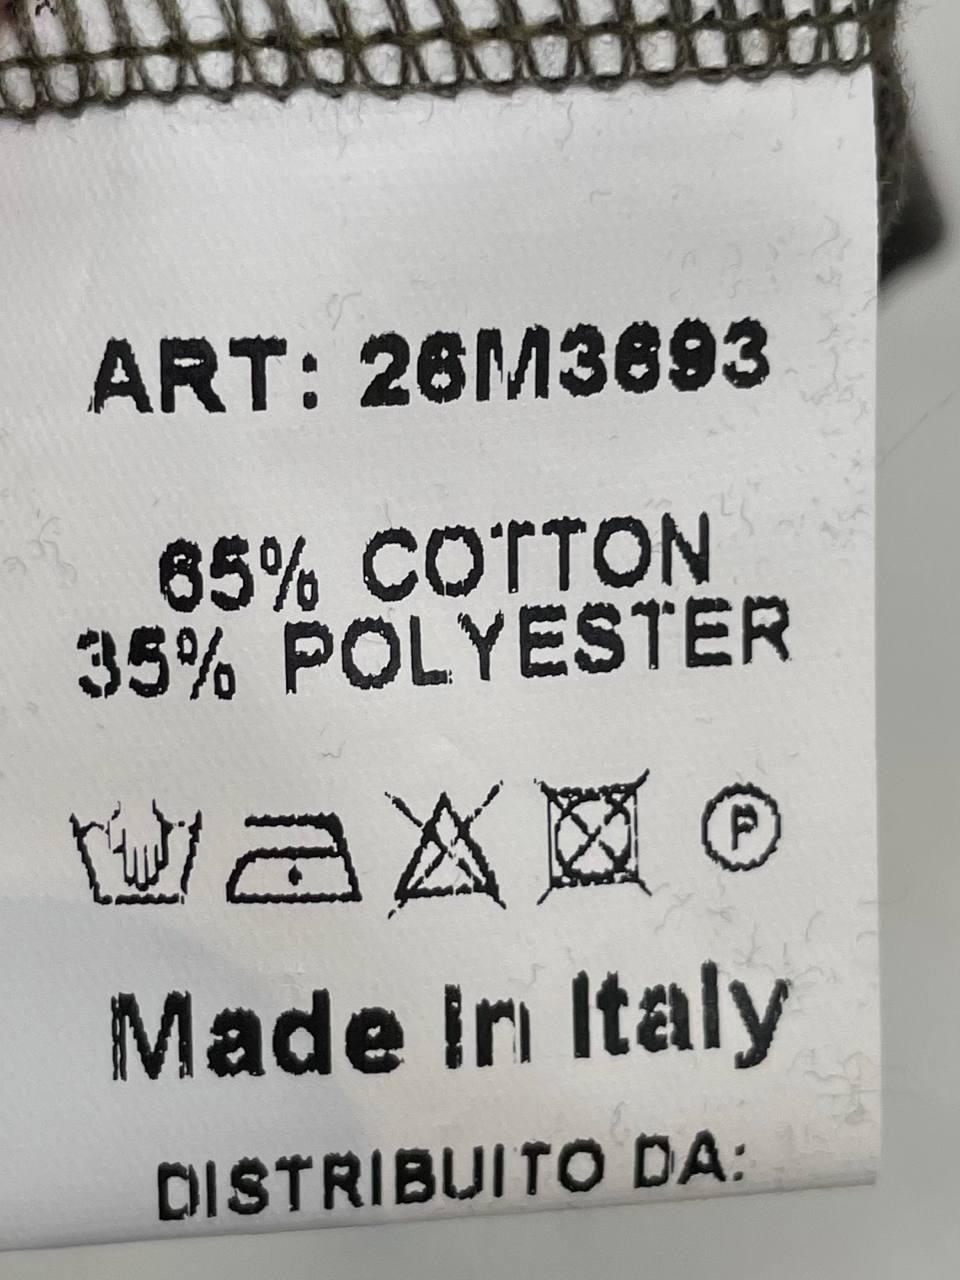 ART: 26M3693
65% COTTON
35% POLYESTER
P
Made In Italy
DISTRIBUITO DA: